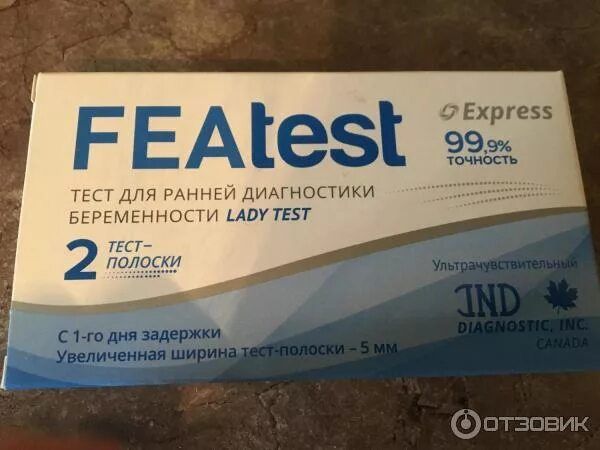 FEAtest
Express
99,9%
ТОЧНОСТЬ
ТЕСТ ДЛЯ РАННЕЙ ДИАГНОСТИКИ
БЕРЕМЕННОСТИ LADY TEST
2 ТЕСТ–
ПОЛОСКИ
Ультрачувствительный
IND
DIAGNOSTIC, INC.
CANADA
С 1-го дня задержки
Увеличенная ширина тест-полоски – 5 мм
ОТЗОВИК